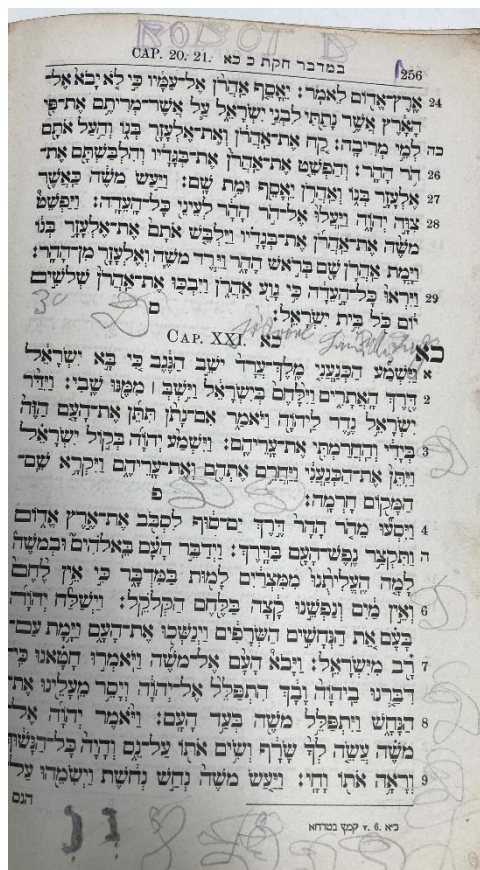 ROBOT B
CAP. 20. 21. במדבר חקת כ כא 256
24 אֶרֶץ־אֱדוֹם לֵאמֹר׃ יֵאָסֵף אַהֲרֹן אֶל־עַמָּיו כִּי לֹא יָבֹא אֶל־
הָאָרֶץ אֲשֶׁר נָתַתִּי לִבְנֵי יִשְׂרָאֵל עַל אֲשֶׁר־מְרִיתֶם אֶת־פִּי
כה לְמֵי מְרִיבָה׃ קַח אֶת־אַהֲרֹן וְאֶת־אֶלְעָזָר בְּנוֹ וְהַעַל אֹתָם
26 הֹר הָהָר׃ וְהַפְשֵׁט אֶת־אַהֲרֹן אֶת־בְּגָדָיו וְהִלְבַּשְׁתָּם אֶת־
27 אֶלְעָזָר בְּנוֹ וְאַהֲרֹן יֵאָסֵף וּמֵת שָׁם׃ וַיַּעַשׂ מֹשֶׁה כַּאֲשֶׁר
28 צִוָּה יְהוָה וַיַּעֲלוּ אֶל־הֹר הָהָר לְעֵינֵי כָּל־הָעֵדָה׃ וַיַּפְשֵׁט
מֹשֶׁה אֶת־אַהֲרֹן אֶת־בְּגָדָיו וַיַּלְבֵּשׁ אֹתָם אֶת־אֶלְעָזָר בְּנוֹ
וַיָּמָת אַהֲרֹן שָׁם בְּרֹאשׁ הָהָר וַיֵּרֶד מֹשֶׁה וְאֶלְעָזָר מִן־הָהָר׃
29 וַיִּרְאוּ כָּל־הָעֵדָה כִּי גָוַע אַהֲרֹן וַיִּבְכּוּ אֶת־אַהֲרֹן שְׁלֹשִׁים
יוֹם כֹּל בֵּית יִשְׂרָאֵל׃ ס
30
CAP. XXI. כא
כא
א וַיִּשְׁמַע הַכְּנַעֲנִי מֶלֶךְ־עֲרָד יֹשֵׁב הַנֶּגֶב כִּי בָּא יִשְׂרָאֵל
2 דֶּרֶךְ הָאֲתָרִים וַיִּלָּחֶם בְּיִשְׂרָאֵל וַיִּשְׁבְּ ׀ מִמֶּנּוּ שֶׁבִי׃ וַיִּדַּר
יִשְׂרָאֵל נֶדֶר לַיהוָה וַיֹּאמַר אִם־נָתֹן תִּתֵּן אֶת־הָעָם הַזֶּה
3 בְּיָדִי וְהַחֲרַמְתִּי אֶת־עָרֵיהֶם׃ וַיִּשְׁמַע יְהוָה בְּקוֹל יִשְׂרָאֵל
וַיִּתֵּן אֶת־הַכְּנַעֲנִי וַיַּחֲרֵם אֶתְהֶם וְאֶת־עָרֵיהֶם וַיִּקְרָא שֵׁם־
הַמָּקוֹם חָרְמָה׃ פ
4 וַיִּסְעוּ מֵהֹר הָהָר דֶּרֶךְ יַם־סוּף לִסְבֹּב אֶת־אֶרֶץ אֱדוֹם
ה וַתִּקְצַר נֶפֶשׁ־הָעָם בַּדָּרֶךְ׃ וַיְדַבֵּר הָעָם בֵּאלֹהִים וּבְמֹשֶׁה
לָמָה הֶעֱלִיתֻנוּ מִמִּצְרַיִם לָמוּת בַּמִּדְבָּר כִּי אֵין לֶחֶם
6 וְאֵין מַיִם וְנַפְשֵׁנוּ קָצָה בַּלֶּחֶם הַקְּלֹקֵל׃ וַיְשַׁלַּח יְהוָה
בָּעָם אֵת הַנְּחָשִׁים הַשְּׂרָפִים וַיְנַשְּׁכוּ אֶת־הָעָם וַיָּמָת עַם־
7 רָב מִיִּשְׂרָאֵל׃ וַיָּבֹא הָעָם אֶל־מֹשֶׁה וַיֹּאמְרוּ חָטָאנוּ כִּי־
דִבַּרְנוּ בַיהוָה וָבָךְ הִתְפַּלֵּל אֶל־יְהוָה וְיָסֵר מֵעָלֵינוּ אֶת־
8 הַנָּחָשׁ וַיִּתְפַּלֵּל מֹשֶׁה בְּעַד הָעָם׃ וַיֹּאמֶר יְהוָה אֶל־
מֹשֶׁה עֲשֵׂה לְךָ שָׂרָף וְשִׂים אֹתוֹ עַל־נֵס וְהָיָה כָּל־הַנָּשׁוּךְ
9 וְרָאָה אֹתוֹ וָחָי׃ וַיַּעַשׂ מֹשֶׁה נְחַשׁ נְחֹשֶׁת וַיְשִׂמֵהוּ עַל־
הנס
כ״א v. 6. קמץ בטרחא